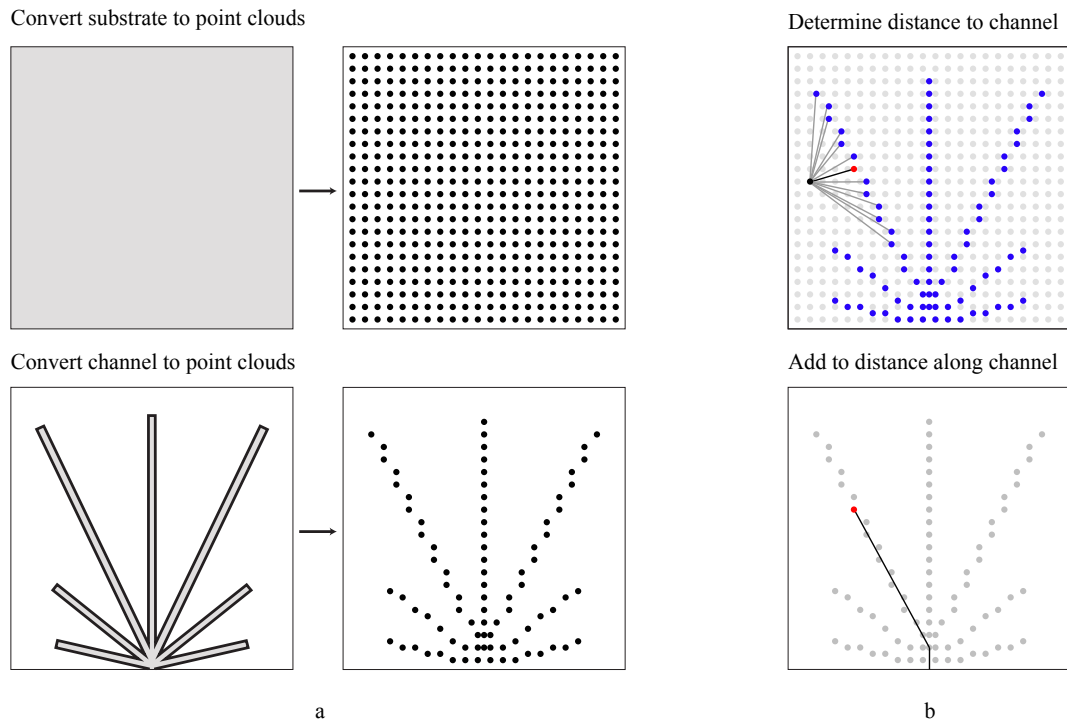 Convert substrate to point clouds
Determine distance to channel
Convert channel to point clouds
Add to distance along channel
a
b